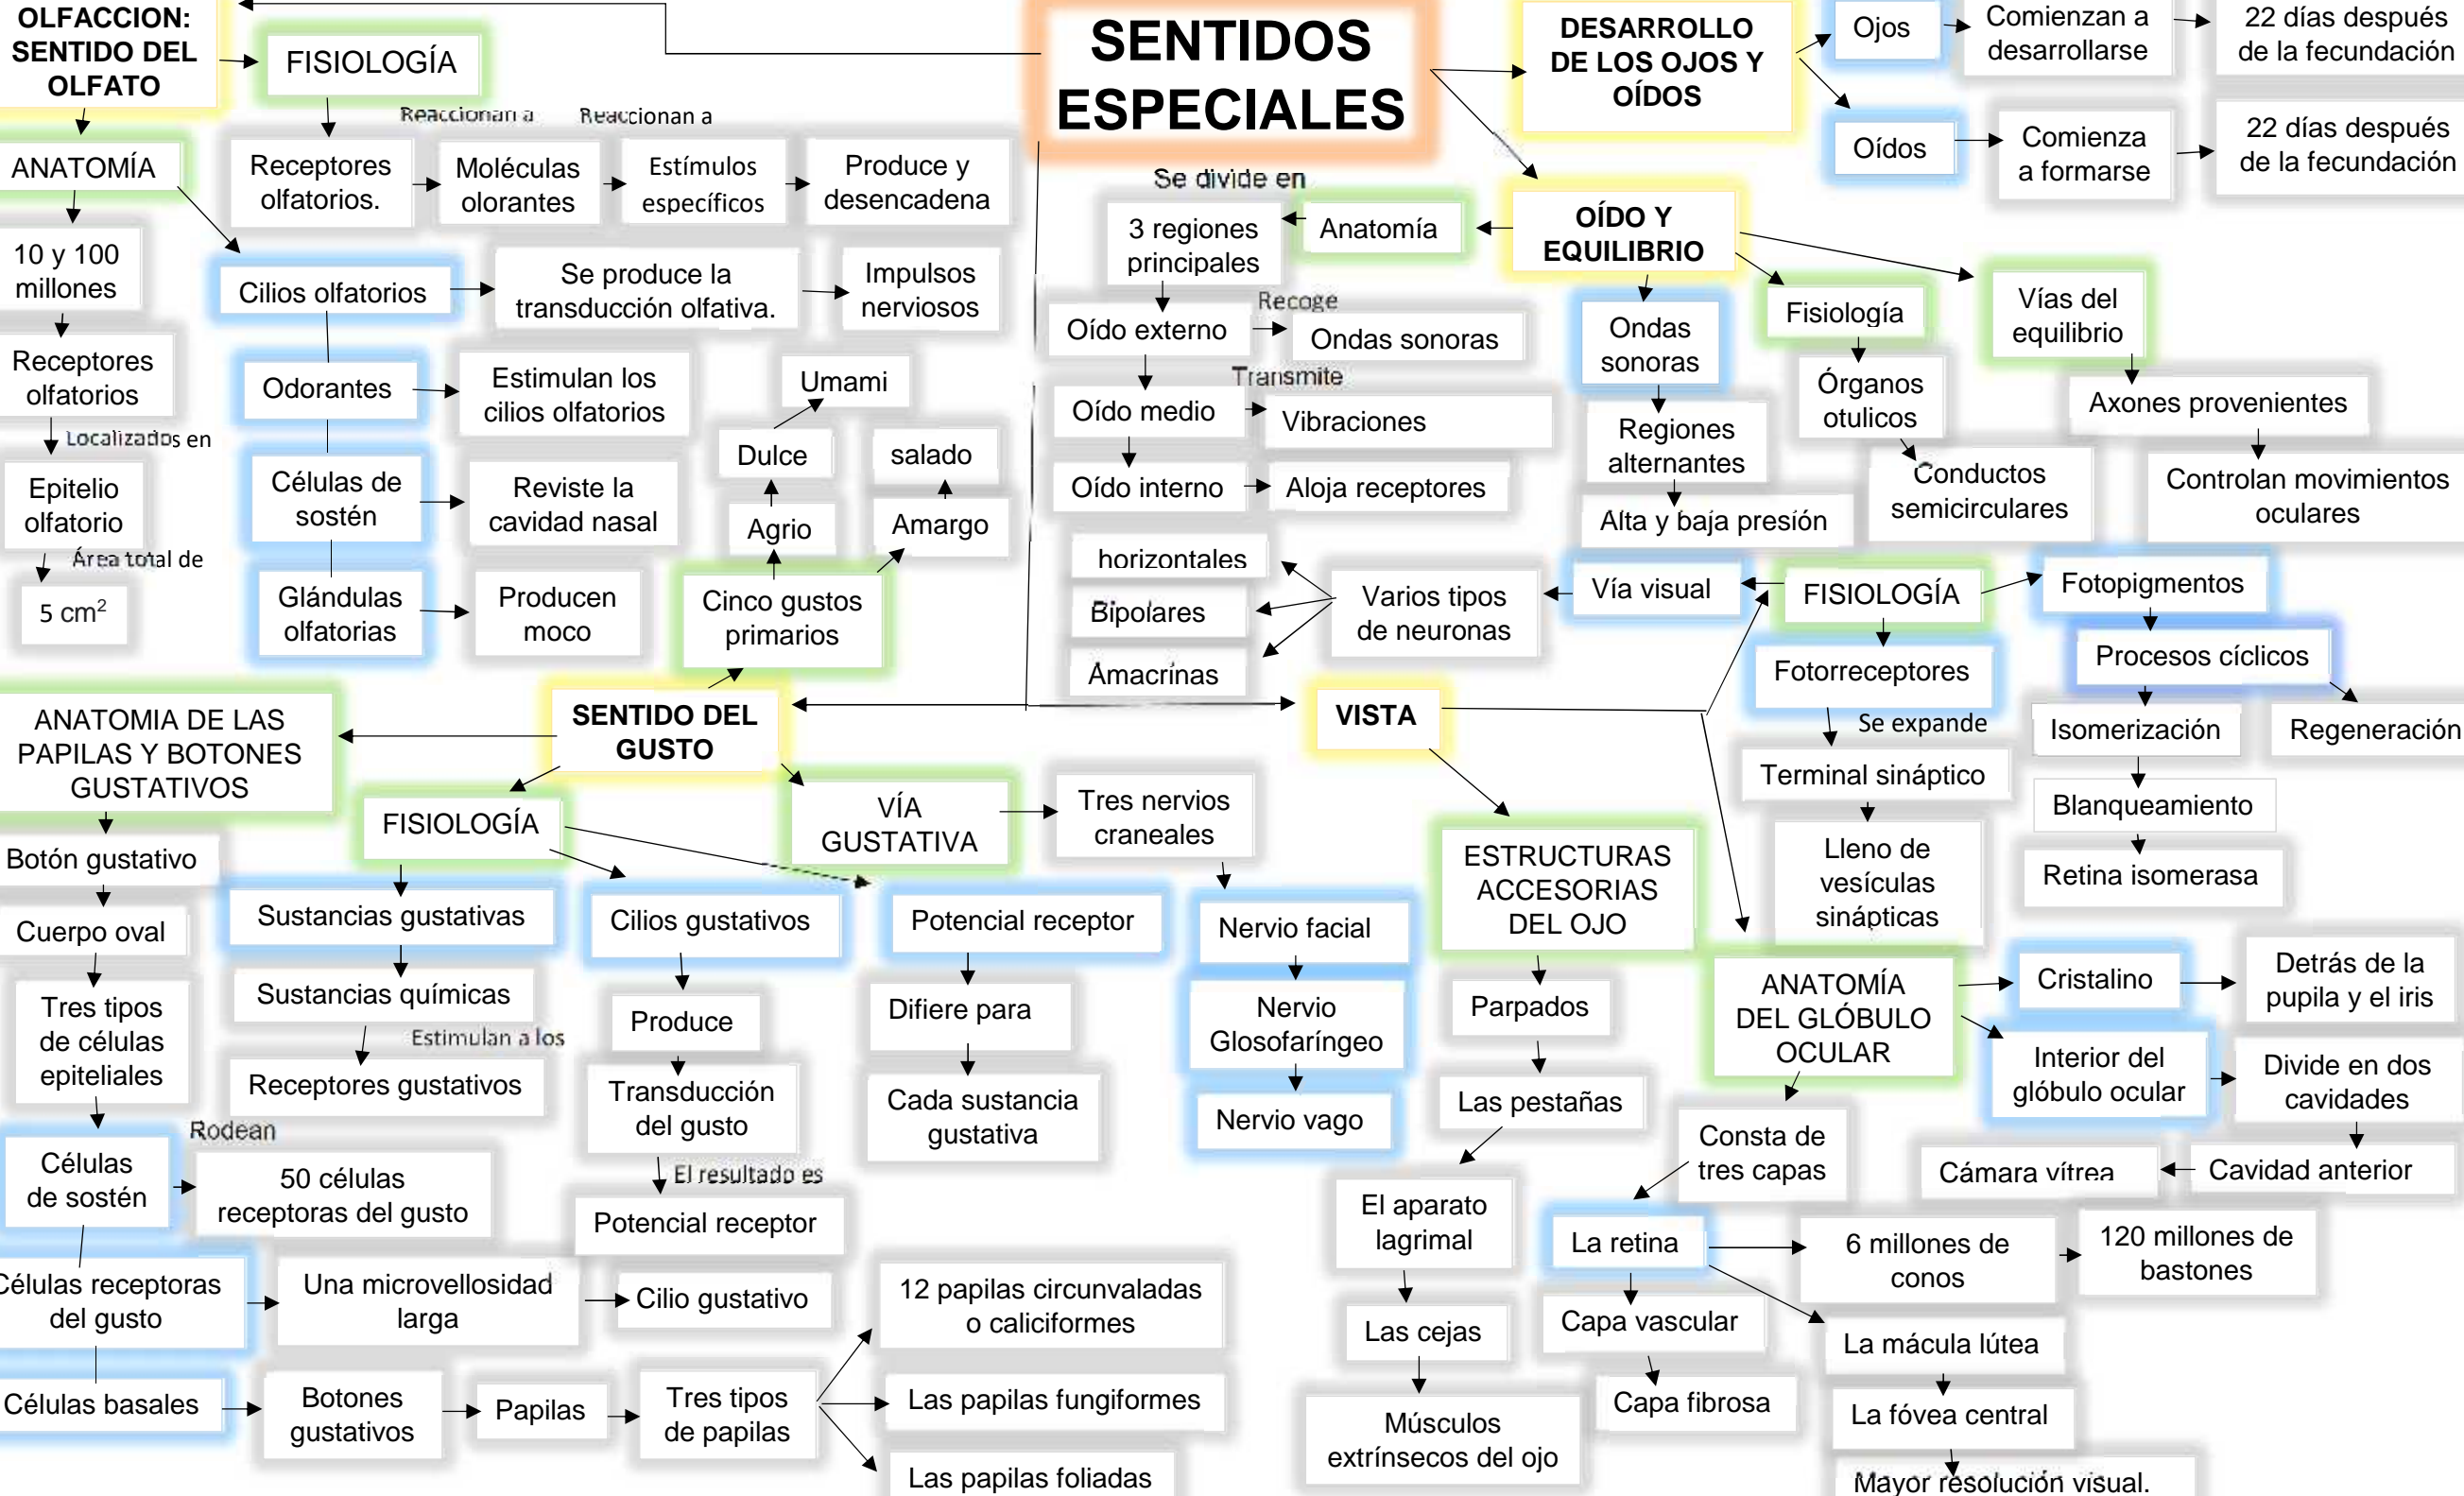 OLFACCION:
SENTIDO DEL
OLFATO
FISIOLOGÍA
Reaccionan a
Reaccionan a
ANATOMÍA
Receptores
olfatorios.
Moléculas
olorantes
Estímulos
específicos
Produce y
desencadena
10 y 100
millones
Cilios olfatorios
Se produce la
transducción olfativa.
Impulsos
nerviosos
Receptores
olfatorios
Odorantes
Estimulan los
cilios olfatorios
Localizados en
Epitelio
olfatorio
Células de
sostén
Reviste la
cavidad nasal
Área total de
5 cm²
Glándulas
olfatorias
Producen
moco
Umami
Dulce
salado
Agrio
Amargo
Cinco gustos
primarios
SENTIDOS
ESPECIALES
DESARROLLO
DE LOS OJOS Y
OÍDOS
Ojos
Comienzan a
desarrollarse
22 días después
de la fecundación
Oídos
Comienza
a formarse
22 días después
de la fecundación
Se divide en
3 regiones
principales
Anatomía
OÍDO Y
EQUILIBRIO
Oído externo
Recoge
Ondas sonoras
Oído medio
Transmite
Vibraciones
Oído interno
Aloja receptores
Ondas
sonoras
Regiones
alternantes
Alta y baja presión
Fisiología
Órganos
otulicos
Conductos
semicirculares
Vías del
equilibrio
Axones provenientes
Controlan movimientos
oculares
horizontales
Bipolares
Amacrinas
Varios tipos
de neuronas
Vía visual
FISIOLOGÍA
Fotopigmentos
Procesos cíclicos
Fotorreceptores
Se expande
Isomerización
Regeneración
Terminal sináptico
Blanqueamiento
Lleno de
vesículas
sinápticas
Retina isomerasa
ANATOMIA DE LAS
PAPILAS Y BOTONES
GUSTATIVOS
SENTIDO DEL
GUSTO
VISTA
FISIOLOGÍA
VÍA
GUSTATIVA
Tres nervios
craneales
Botón gustativo
Cuerpo oval
Tres tipos
de células
epiteliales
Sustancias gustativas
Sustancias químicas
Estimulan a los
Receptores gustativos
Cilios gustativos
Produce
Transducción
del gusto
El resultado es
Potencial receptor
Potencial receptor
Difiere para
Cada sustancia
gustativa
Nervio facial
Nervio
Glosofaríngeo
Nervio vago
Células
de sostén
Rodean
50 células
receptoras del gusto
Células receptoras
del gusto
Una microvellosidad
larga
Cilio gustativo
Células basales
Botones
gustativos
Papilas
Tres tipos
de papilas
12 papilas circunvaladas
o caliciformes
Las papilas fungiformes
Las papilas foliadas
ESTRUCTURAS
ACCESORIAS
DEL OJO
Parpados
Las pestañas
El aparato
lagrimal
Las cejas
Músculos
extrínsecos del ojo
ANATOMÍA
DEL GLÓBULO
OCULAR
Cristalino
Detrás de la
pupila y el iris
Interior del
glóbulo ocular
Divide en dos
cavidades
Cavidad anterior
Cámara vítrea
Consta de
tres capas
La retina
6 millones de
conos
120 millones de
bastones
Capa vascular
Capa fibrosa
La mácula lútea
La fóvea central
Mayor resolución visual.